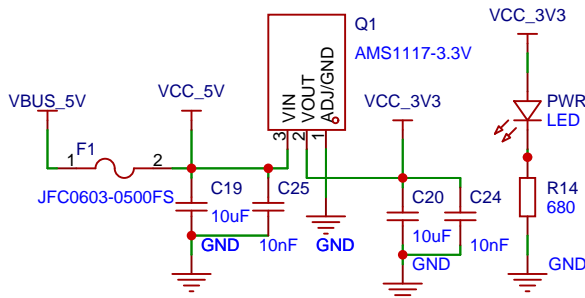 Q1
AMS1117-3.3V
VIN
VOUT
ADJ/GND
3
2
1
VCC_3V3
PWR
LED
VBUS_5V
VCC_5V
VCC_3V3
F1
1
2
JFC0603-0500FS
C19
10uF
C25
10nF
GND
GND
C20
10uF
C24
10nF
GND
R14
680
GND